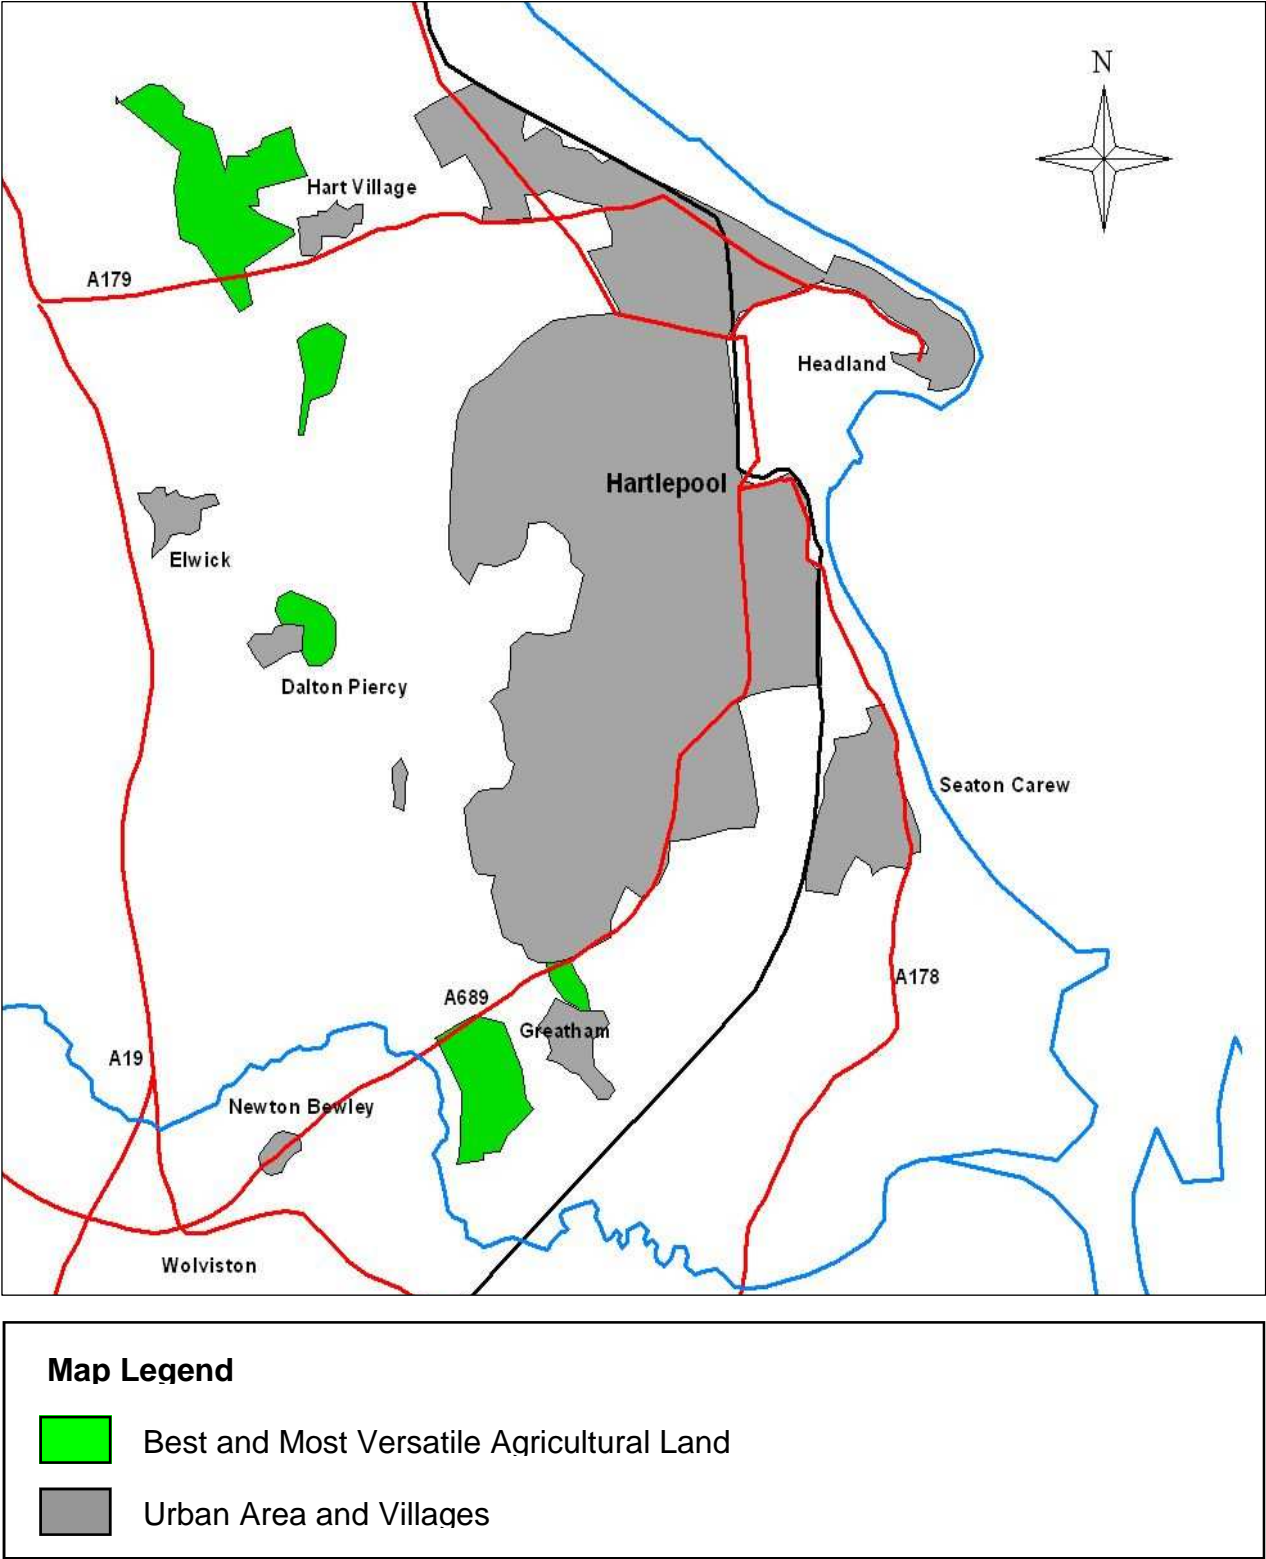 N
Hart Village
A179
Headland
Hartlepool
Elwick
Dalton Piercy
Seaton Carew
A178
A689
Greatham
A19
Newton Bewley
Wolviston
Map Legend
Best and Most Versatile Agricultural Land
Urban Area and Villages